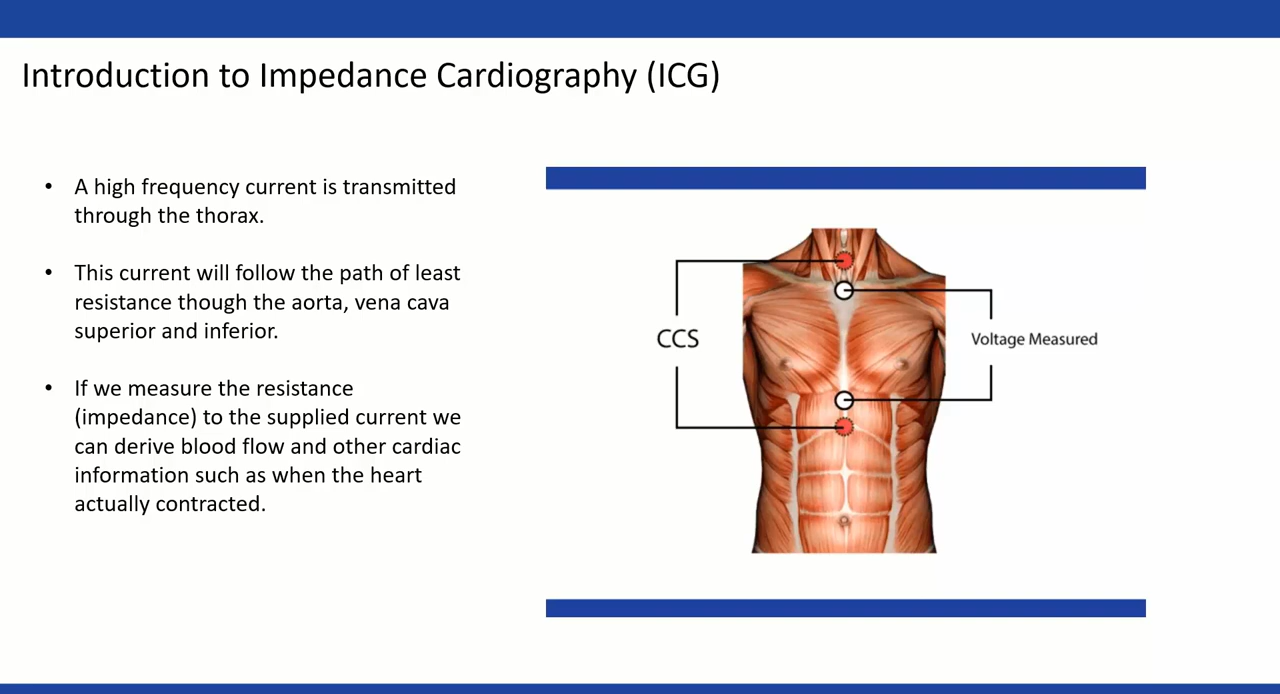 Introduction to Impedance Cardiography (ICG)
• A high frequency current is transmitted
through the thorax.
• This current will follow the path of least
resistance though the aorta, vena cava
superior and inferior.
• If we measure the resistance
(impedance) to the supplied current we
can derive blood flow and other cardiac
information such as when the heart
actually contracted.
CCS
Voltage Measured